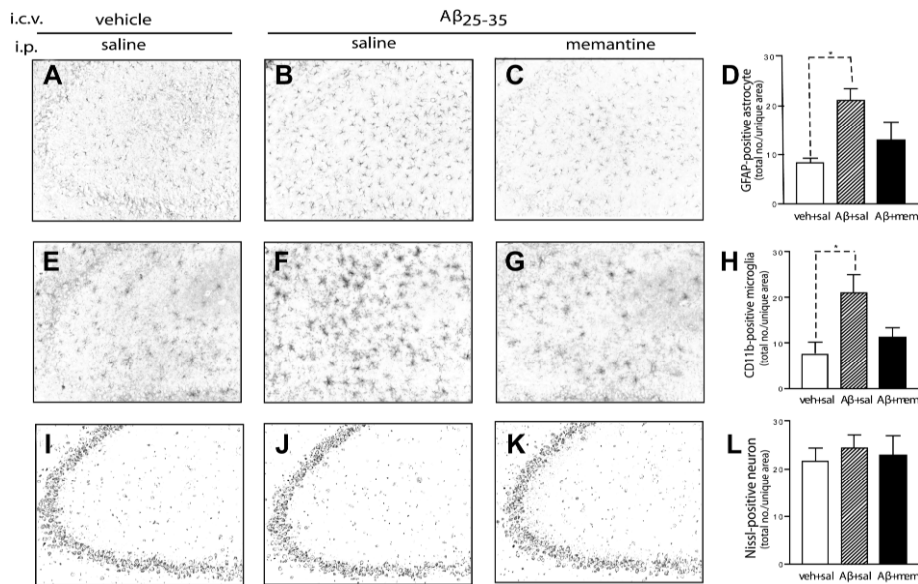 i.c.v. vehicle Aβ25-35
i.p. saline saline memantine
A B C D
GFAP-positive astrocyte
(total no./unique area)
30
20
10
0
*
veh+sal Aβ+sal Aβ+mem
E F G H
CD11b-positive microglia
(total no./unique area)
30
20
10
0
*
veh+sal Aβ+sal Aβ+mem
I J K L
Nissl-positive neuron
(total no./unique area)
30
20
10
0
veh+sal Aβ+sal Aβ+mem